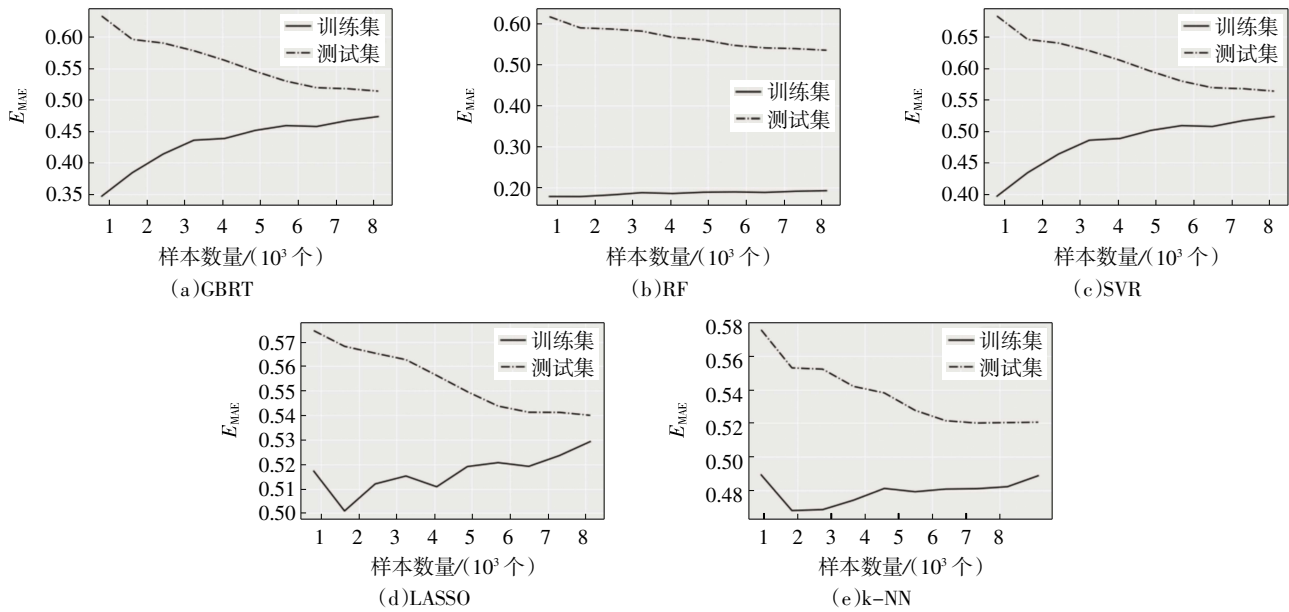 0.60
0.55
0.50
0.45
0.40
0.35
E_MAE
训练集
测试集
1 2 3 4 5 6 7 8
样本数量/(10³ 个)
(a)GBRT
0.60
0.50
0.40
0.30
0.20
E_MAE
训练集
测试集
1 2 3 4 5 6 7 8
样本数量/(10³ 个)
(b)RF
0.65
0.60
0.55
0.50
0.45
0.40
E_MAE
训练集
测试集
1 2 3 4 5 6 7 8
样本数量/(10³ 个)
(c)SVR
0.57
0.56
0.55
0.54
0.53
0.52
0.51
0.50
E_MAE
训练集
测试集
1 2 3 4 5 6 7 8
样本数量/(10³ 个)
(d)LASSO
0.58
0.56
0.54
0.52
0.50
0.48
E_MAE
训练集
测试集
1 2 3 4 5 6 7 8
样本数量/(10³ 个)
(e)k-NN